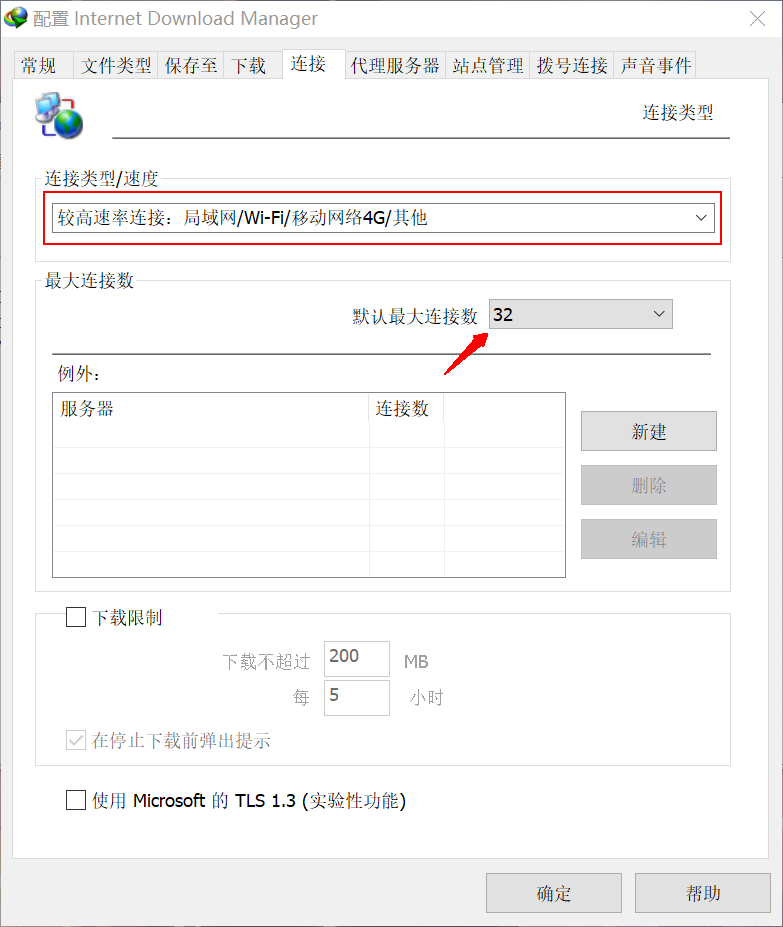 配置 Internet Download Manager
常规 文件类型 保存至 下载 连接 代理服务器 站点管理 拨号连接 声音事件
连接类型
连接类型/速度
较高速率连接：局域网/Wi-Fi/移动网络4G/其他
最大连接数
默认最大连接数 32
例外：
服务器 连接数
新建
删除
编辑
下载限制
下载不超过 200 MB
每 5 小时
在停止下载前弹出提示
使用 Microsoft 的 TLS 1.3 (实验性功能)
确定 帮助